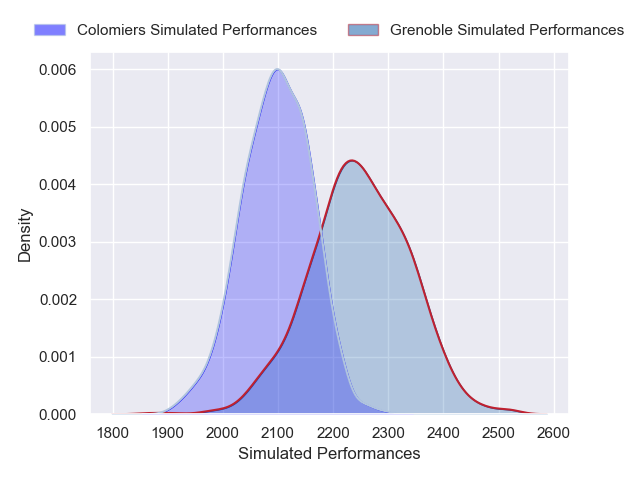 Colomiers Simulated Performances Grenoble Simulated Performances
0.006
0.005
0.004
0.003
0.002
0.001
0.000
Density
1800 1900 2000 2100 2200 2300 2400 2500 2600
Simulated Performances